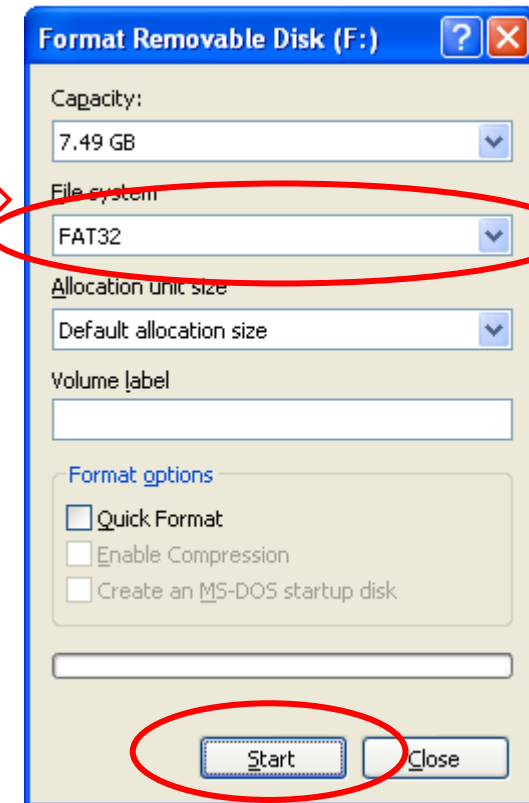 Format Removable Disk (F:)
Capacity:
7.49 GB
File system
FAT32
Allocation unit size
Default allocation size
Volume label
Format options
Quick Format
Enable Compression
Create an MS-DOS startup disk
Start Close